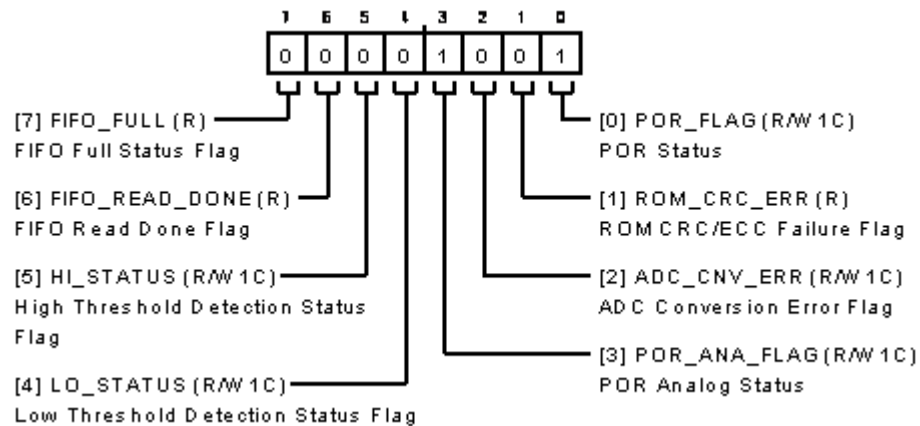 7 6 5 4 3 2 1 0
0 0 0 0 1 0 0 1
[7] FIFO_FULL (R)
FIFO Full Status Flag
[6] FIFO_READ_DONE (R)
FIFO Read Done Flag
[5] HI_STATUS (R/W1C)
High Threshold Detection Status
Flag
[4] LO_STATUS (R/W1C)
Low Threshold Detection Status Flag
[0] POR_FLAG (R/W1C)
POR Status
[1] ROM_CRC_ERR (R)
ROM CRC/ECC Failure Flag
[2] ADC_CNV_ERR (R/W1C)
ADC Conversion Error Flag
[3] POR_ANA_FLAG (R/W1C)
POR Analog Status